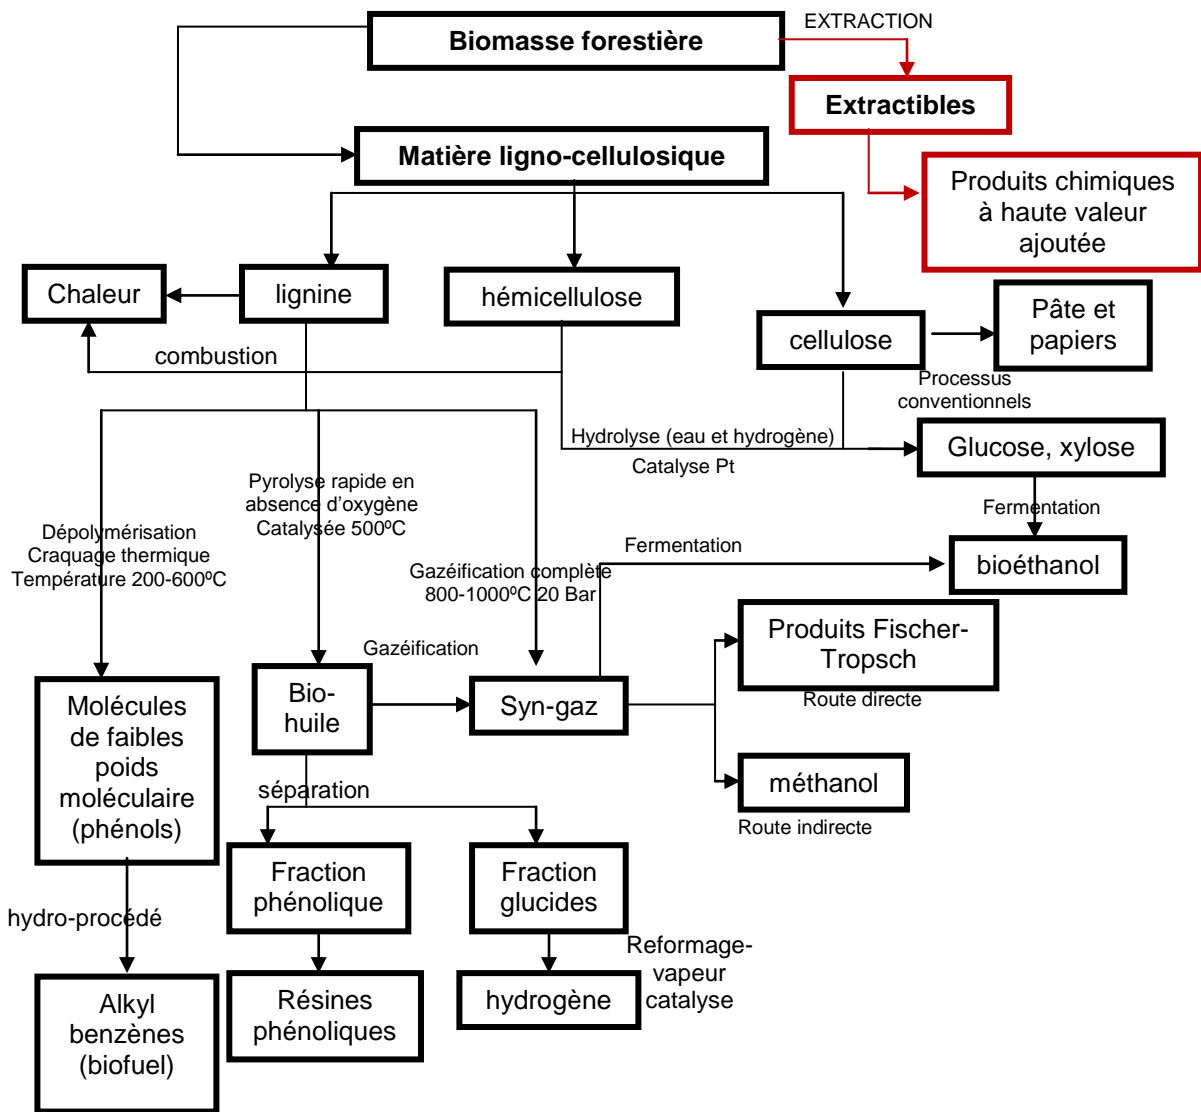 EXTRACTION
Biomasse forestière
Extractibles
Matière ligno-cellulosique
Produits chimiques
à haute valeur
ajoutée
Chaleur
lignine
hémicellulose
cellulose
Pâte et
papiers
combustion
Processus
conventionnels
Hydrolyse (eau et hydrogène)
Catalyse Pt
Glucose, xylose
Pyrolyse rapide en
absence d'oxygène
Catalysée 500ºC
Dépolymérisation
Craquage thermique
Température 200-600ºC
Fermentation
Fermentation
Gazéification complète
800-1000ºC 20 Bar
bioéthanol
Produits Fischer-
Tropsch
Route directe
Gazéification
Bio-
huile
Syn-gaz
Molécules
de faibles
poids
moléculaire
(phénols)
méthanol
Route indirecte
séparation
Fraction
phénolique
Fraction
glucides
hydro-procédé
Reformage-
vapeur
catalyse
Alkyl
benzènes
(biofuel)
Résines
phénoliques
hydrogène